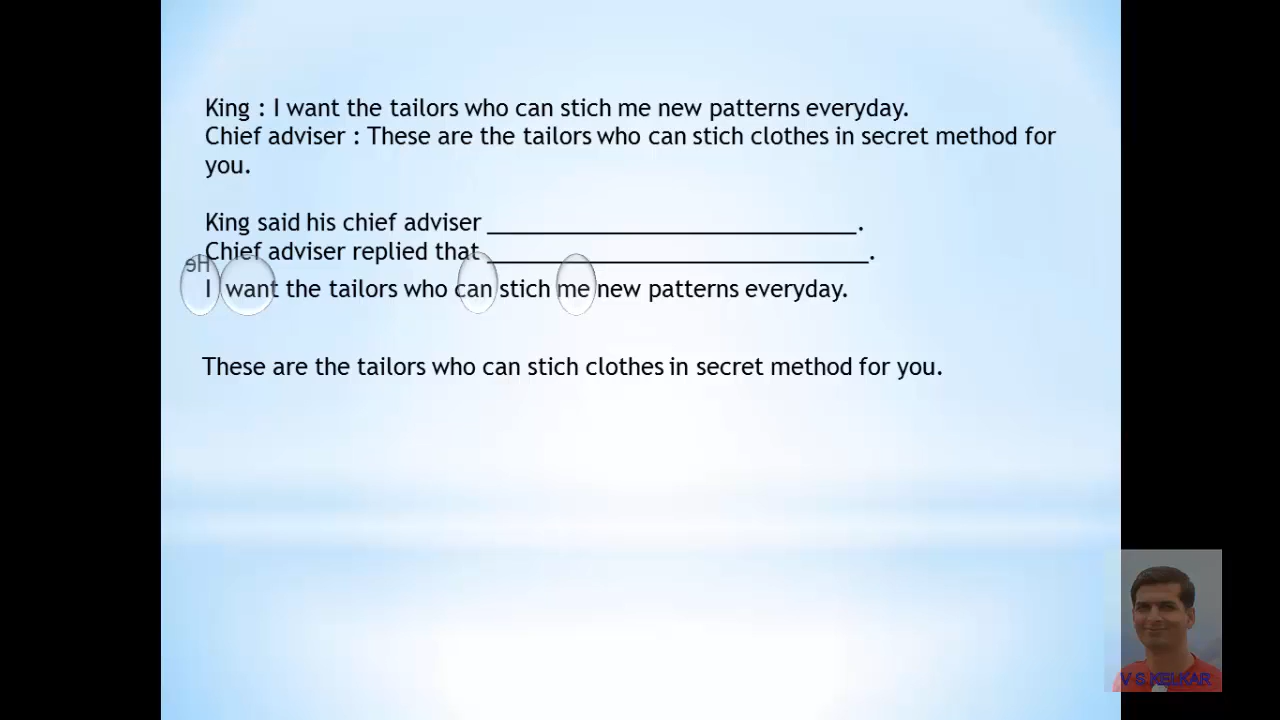 King : I want the tailors who can stich me new patterns everyday.
Chief adviser : These are the tailors who can stich clothes in secret method for
you.
King said his chief adviser ______________________________.
Chief adviser replied that ______________________________.
He
I want the tailors who can stich me new patterns everyday.
These are the tailors who can stich clothes in secret method for you.
V S KELKAR